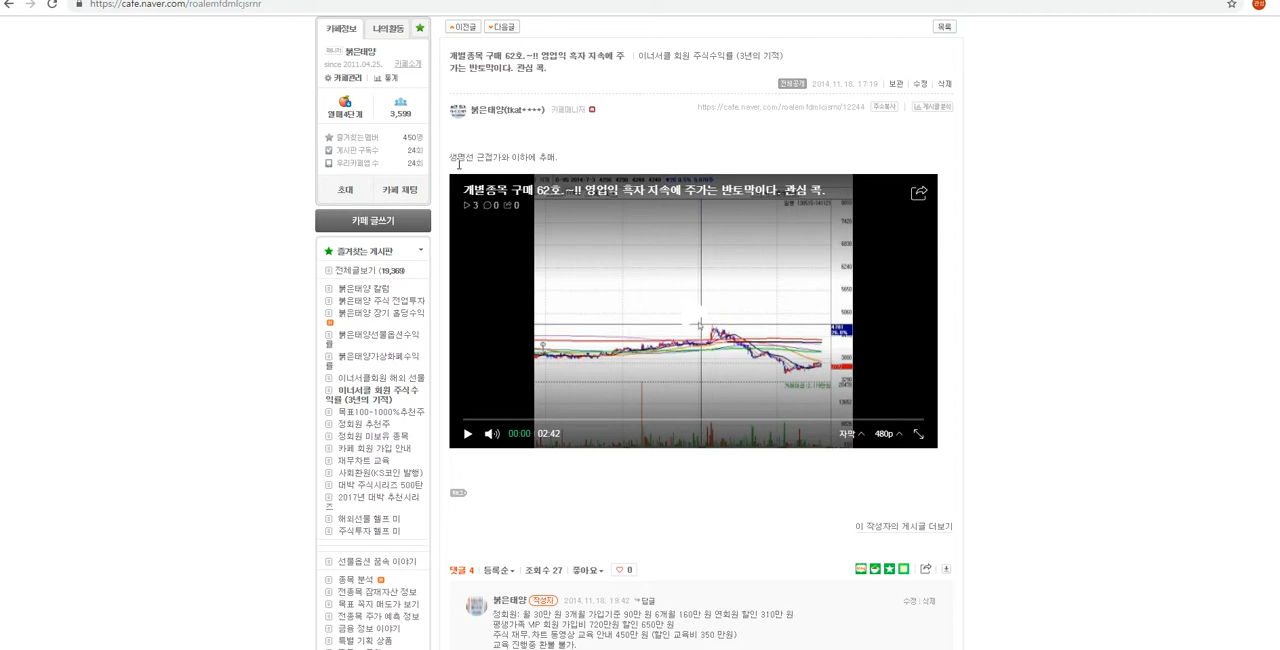 https://cafe.naver.com/roalemfdmlcjsrnr
카페정보 나의활동
이전글 다음글 목록
매니저 붉은태양
since 2011.04.25. 카페소개
카페관리 통계
열매4단계 3,599
즐겨찾는 멤버 450명
게시판 구독수 24회
우리카페앱 수 24회
초대 카페 채팅
카페 글쓰기
즐겨찾는 게시판
전체글보기 (19,369)
붉은태양 칼럼
붉은태양 주식 전업투자
붉은태양 장기 홀딩수익
붉은태양선물옵션수익
률
붉은태양가상화폐수익
률
이너서클회원 해외 선물
이너서클 회원 주식수
익률 (3년의 기적)
목표100-1000%추천주
정회원 추천주
정회원 미보유 종목
카페 회원 가입 안내
재무차트 교육
사회환원(KS코인 발행)
대박 주식시리즈 500탄
2017년 대박 추천시리
즈
해외선물 헬프 미
주식투자 헬프 미
선물옵션 꿈속 이야기
종목 분석
전종목 잠재자산 정보
목표 쪽지 매도가 보기
전종목 주가 예측 정보
금융 정보 이야기
특별 기획 상품
개별종목 구매 62호.~!! 영업익 흑자 지속에 주
가는 반토막이다. 관심 콕.
이너서클 회원 주식수익률 (3년의 기적)
전체공개 2014.11.18. 17:19 보관 수정 삭제
붉은태양(tkat****) 카페매니저
https://cafe.naver.com/roalemfdmlcjsrnr/12244 주소복사 게시글분석
생명선 근접가와 이하에 추매.
개별종목 구매 62호.~!! 영업익 흑자 지속에 주가는 반토막이다. 관심 콕.
3 0 0
00:00 02:42 자막 480p
태그
이 작성자의 게시글 더보기
댓글 4 등록순 조회수 27 좋아요 0
붉은태양 작성자 2014.11.18. 19:42 답글 수정 삭제
정회원: 월 30만 원 3개월 가입기준 90만 원 6개월 160만 원 연회원 할인 310만 원
평생가족 VIP 회원 가입비 720만원 할인 650만 원
주식 재무.차트 동영상 교육 안내 450만 원 (할인 교육비 350 만원)
교육 진행중 환불 불가.